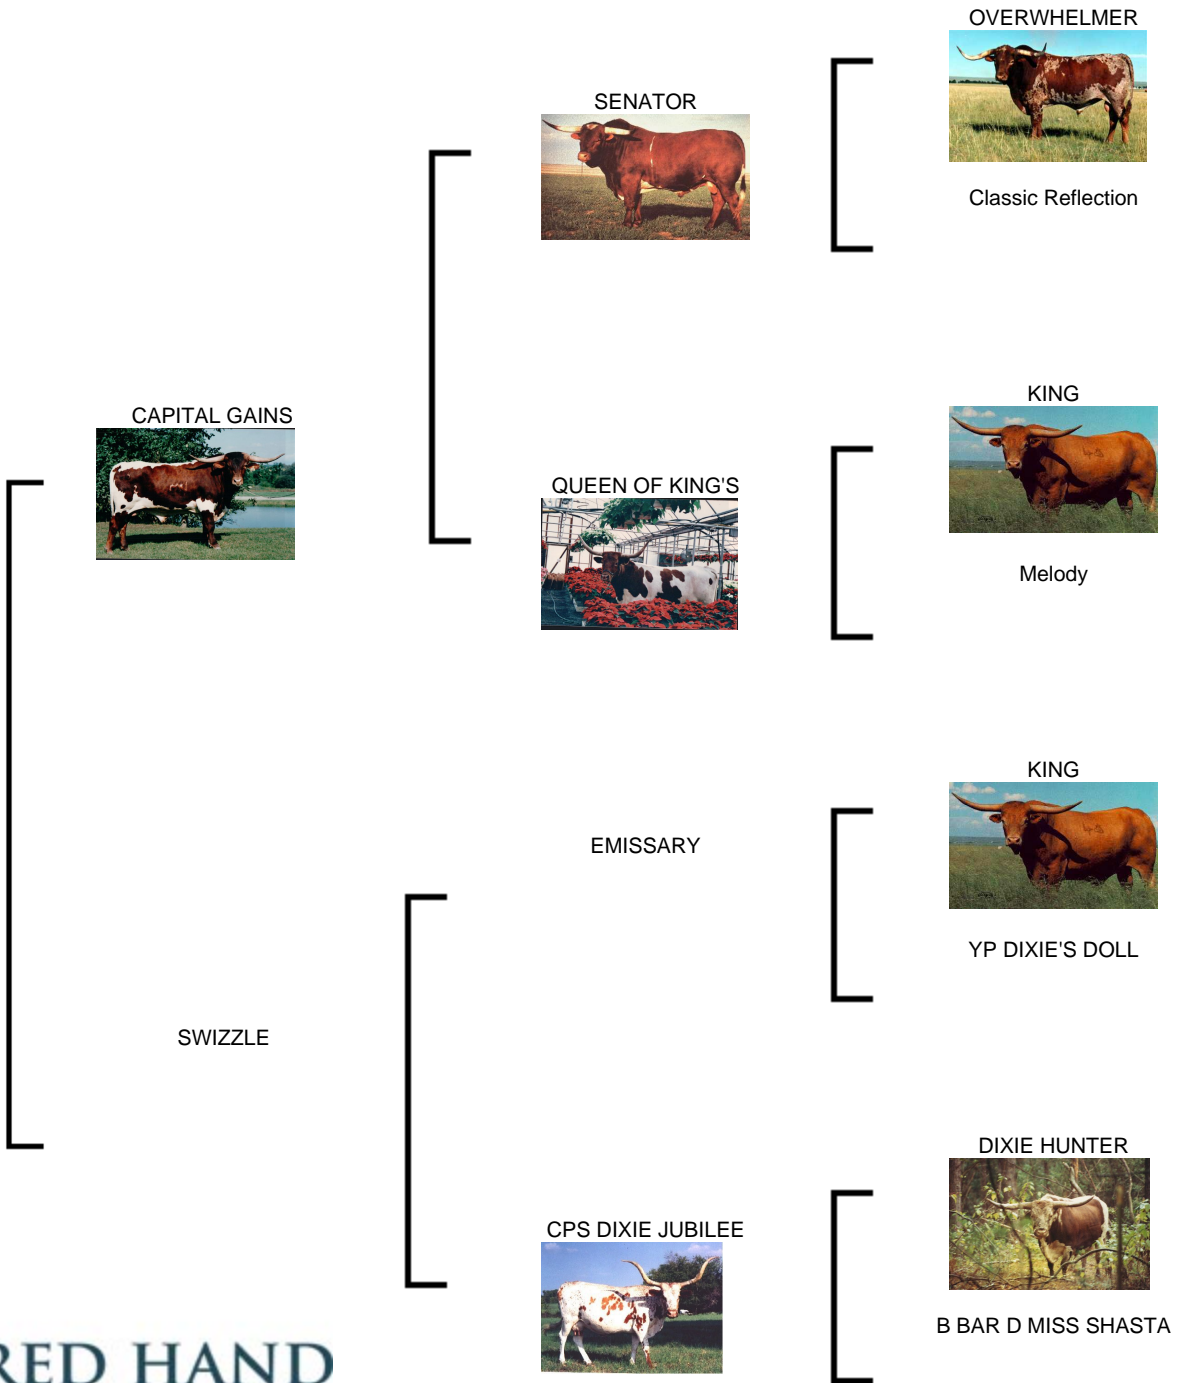 OVERWHELMER
SENATOR
Classic Reflection
KING
CAPITAL GAINS
QUEEN OF KING'S
Melody
KING
EMISSARY
YP DIXIE'S DOLL
SWIZZLE
DIXIE HUNTER
CPS DIXIE JUBILEE
B BAR D MISS SHASTA
RED HAND